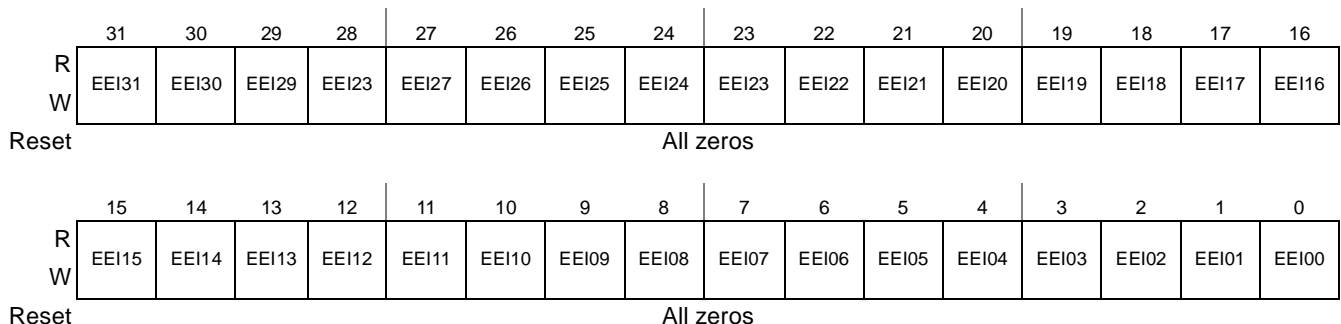 31 30 29 28 27 26 25 24 23 22 21 20 19 18 17 16
R
EEI31 EEI30 EEI29 EEI23 EEI27 EEI26 EEI25 EEI24 EEI23 EEI22 EEI21 EEI20 EEI19 EEI18 EEI17 EEI16
W
Reset All zeros
15 14 13 12 11 10 9 8 7 6 5 4 3 2 1 0
R
EEI15 EEI14 EEI13 EEI12 EEI11 EEI10 EEI09 EEI08 EEI07 EEI06 EEI05 EEI04 EEI03 EEI02 EEI01 EEI00
W
Reset All zeros